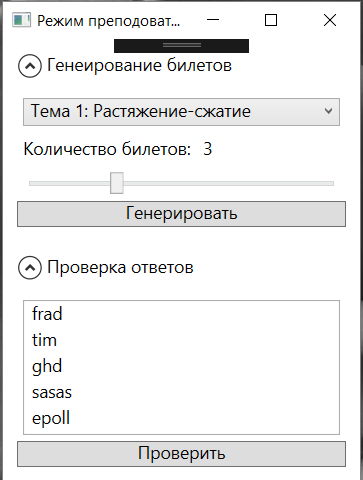 Режим преподоват...
Генеирование билетов
Тема 1: Растяжение-сжатие
Количество билетов: 3
Генерировать
Проверка ответов
frad
tim
ghd
sasas
epoll
Проверить